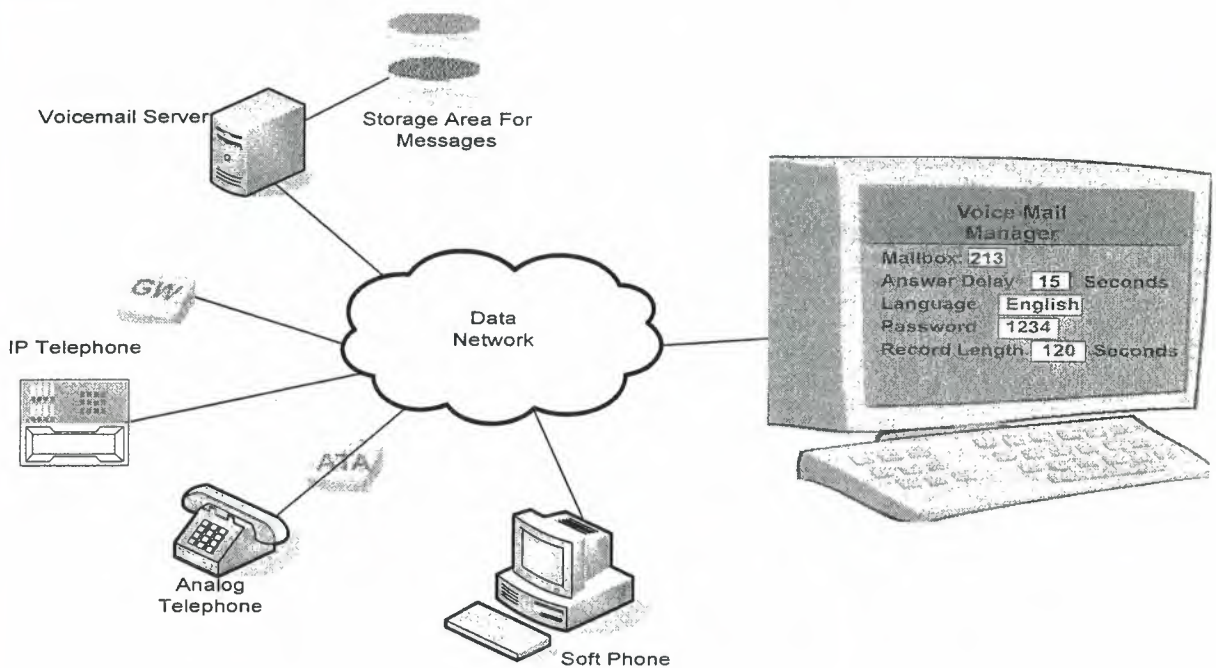 Voicemail Server
Storage Area For
Messages
GW
IP Telephone
Data
Network
ATA
Analog
Telephone
Soft Phone
Voice Mail
Manager
Mailbox: 213
Answer Delay 15 Seconds
Language English
Password 1234
Record Length 120 Seconds